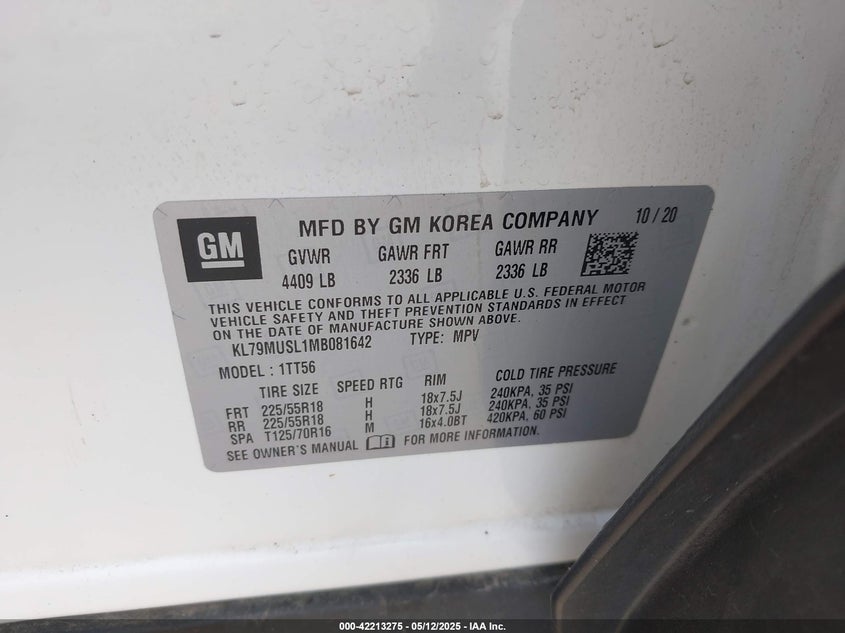 GM
MFD BY GM KOREA COMPANY 10/20
GVWR GAWR FRT GAWR RR
4409 LB 2336 LB 2336 LB
THIS VEHICLE CONFORMS TO ALL APPLICABLE U.S. FEDERAL MOTOR
VEHICLE SAFETY AND THEFT PREVENTION STANDARDS IN EFFECT
ON THE DATE OF MANUFACTURE SHOWN ABOVE.
KL79MUSL1MB081642 TYPE: MPV
MODEL : 1TT56
TIRE SIZE SPEED RTG RIM COLD TIRE PRESSURE
FRT 225/55R18 H 18x7.5J 240KPA, 35 PSI
RR 225/55R18 H 18x7.5J 240KPA, 35 PSI
SPA T125/70R16 M 16x4.0BT 420KPA, 60 PSI
SEE OWNER'S MANUAL FOR MORE INFORMATION.
000-42213275 - 05/12/2025 - IAA Inc.